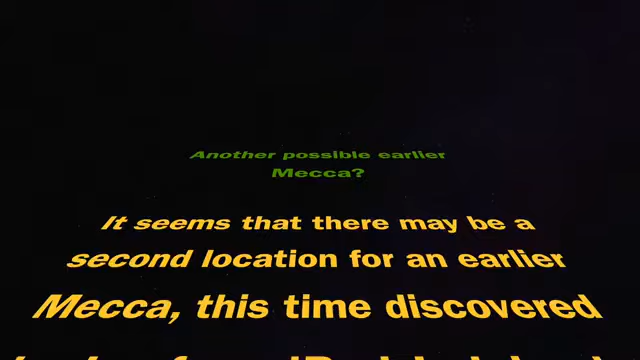 Another possible earlier
Mecca?
It seems that there may be a
second location for an earlier
Mecca, this time discovered